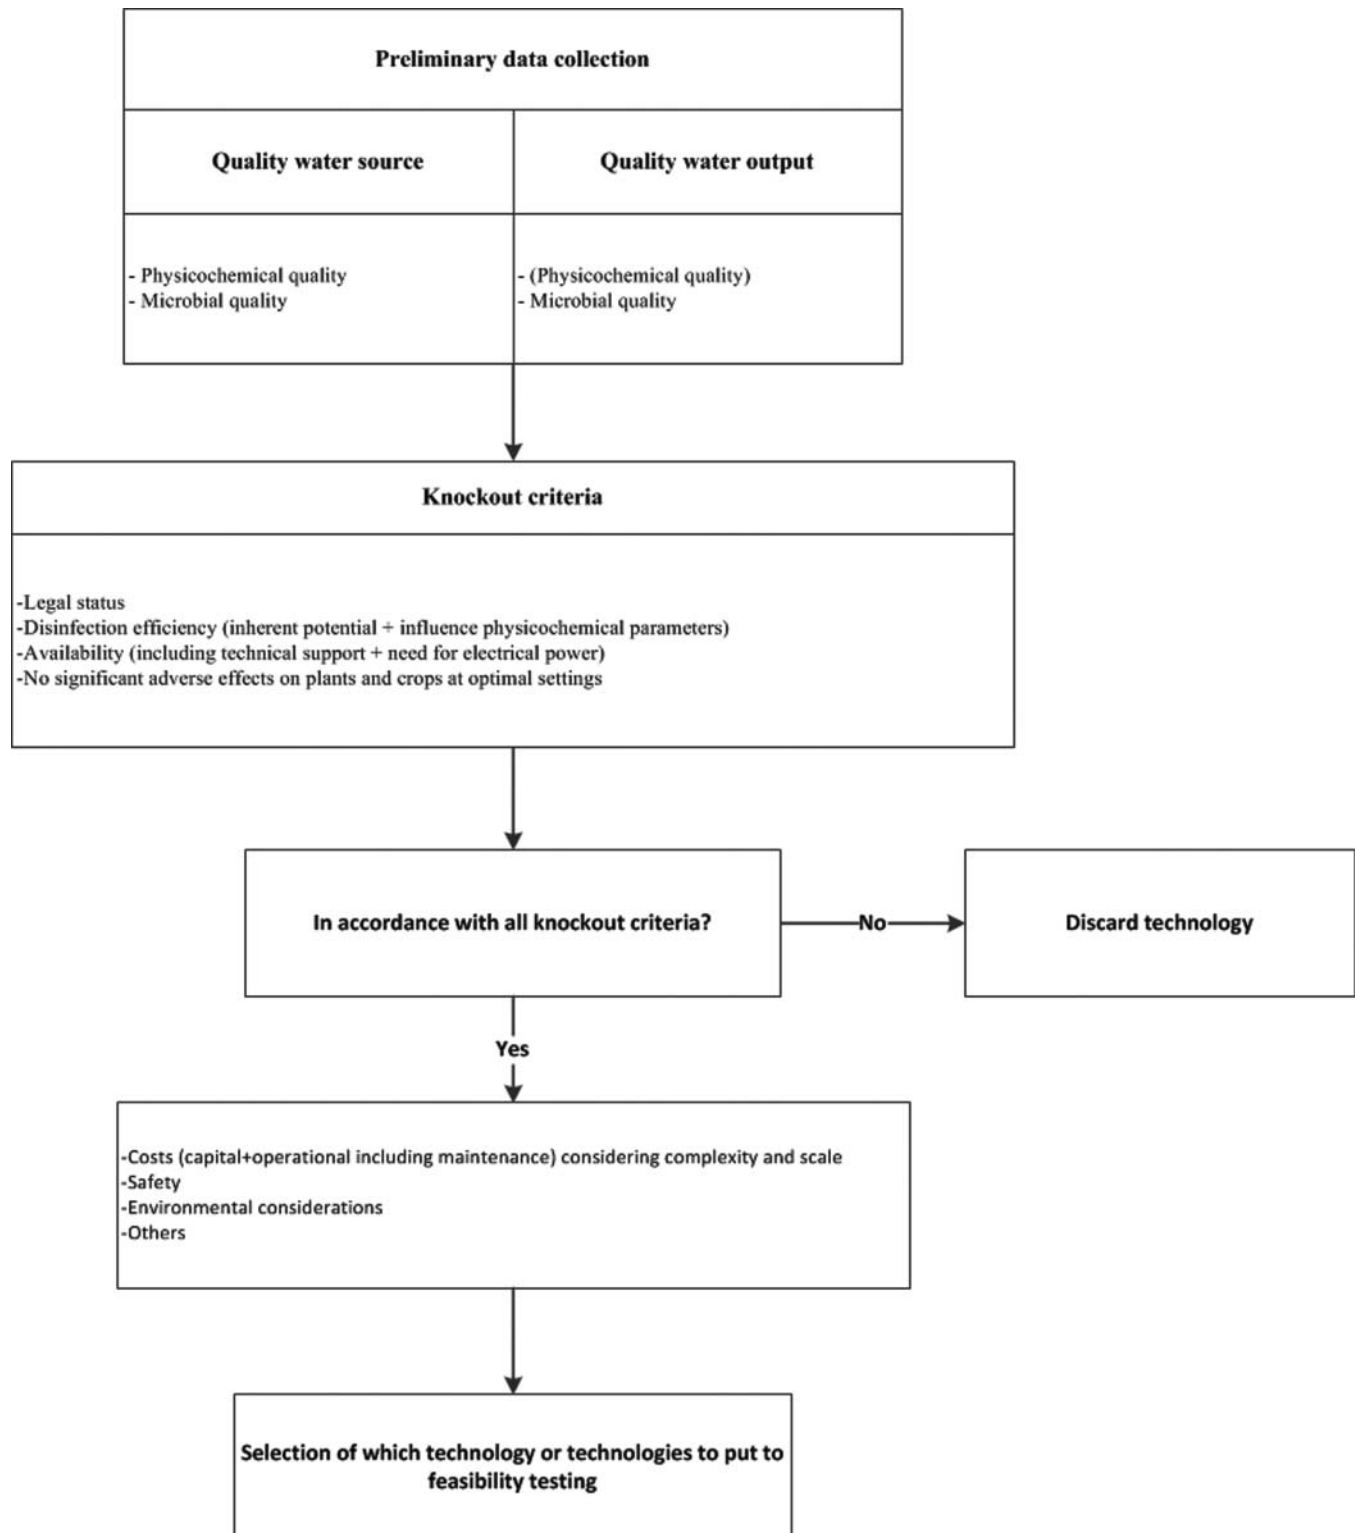 Preliminary data collection
Quality water source
Quality water output
- Physicochemical quality
- Microbial quality
- (Physicochemical quality)
- Microbial quality
Knockout criteria
-Legal status
-Disinfection efficiency (inherent potential + influence physicochemical parameters)
-Availability (including technical support + need for electrical power)
-No significant adverse effects on plants and crops at optimal settings
In accordance with all knockout criteria?
No
Discard technology
Yes
-Costs (capital+operational including maintenance) considering complexity and scale
-Safety
-Environmental considerations
-Others
Selection of which technology or technologies to put to
feasibility testing